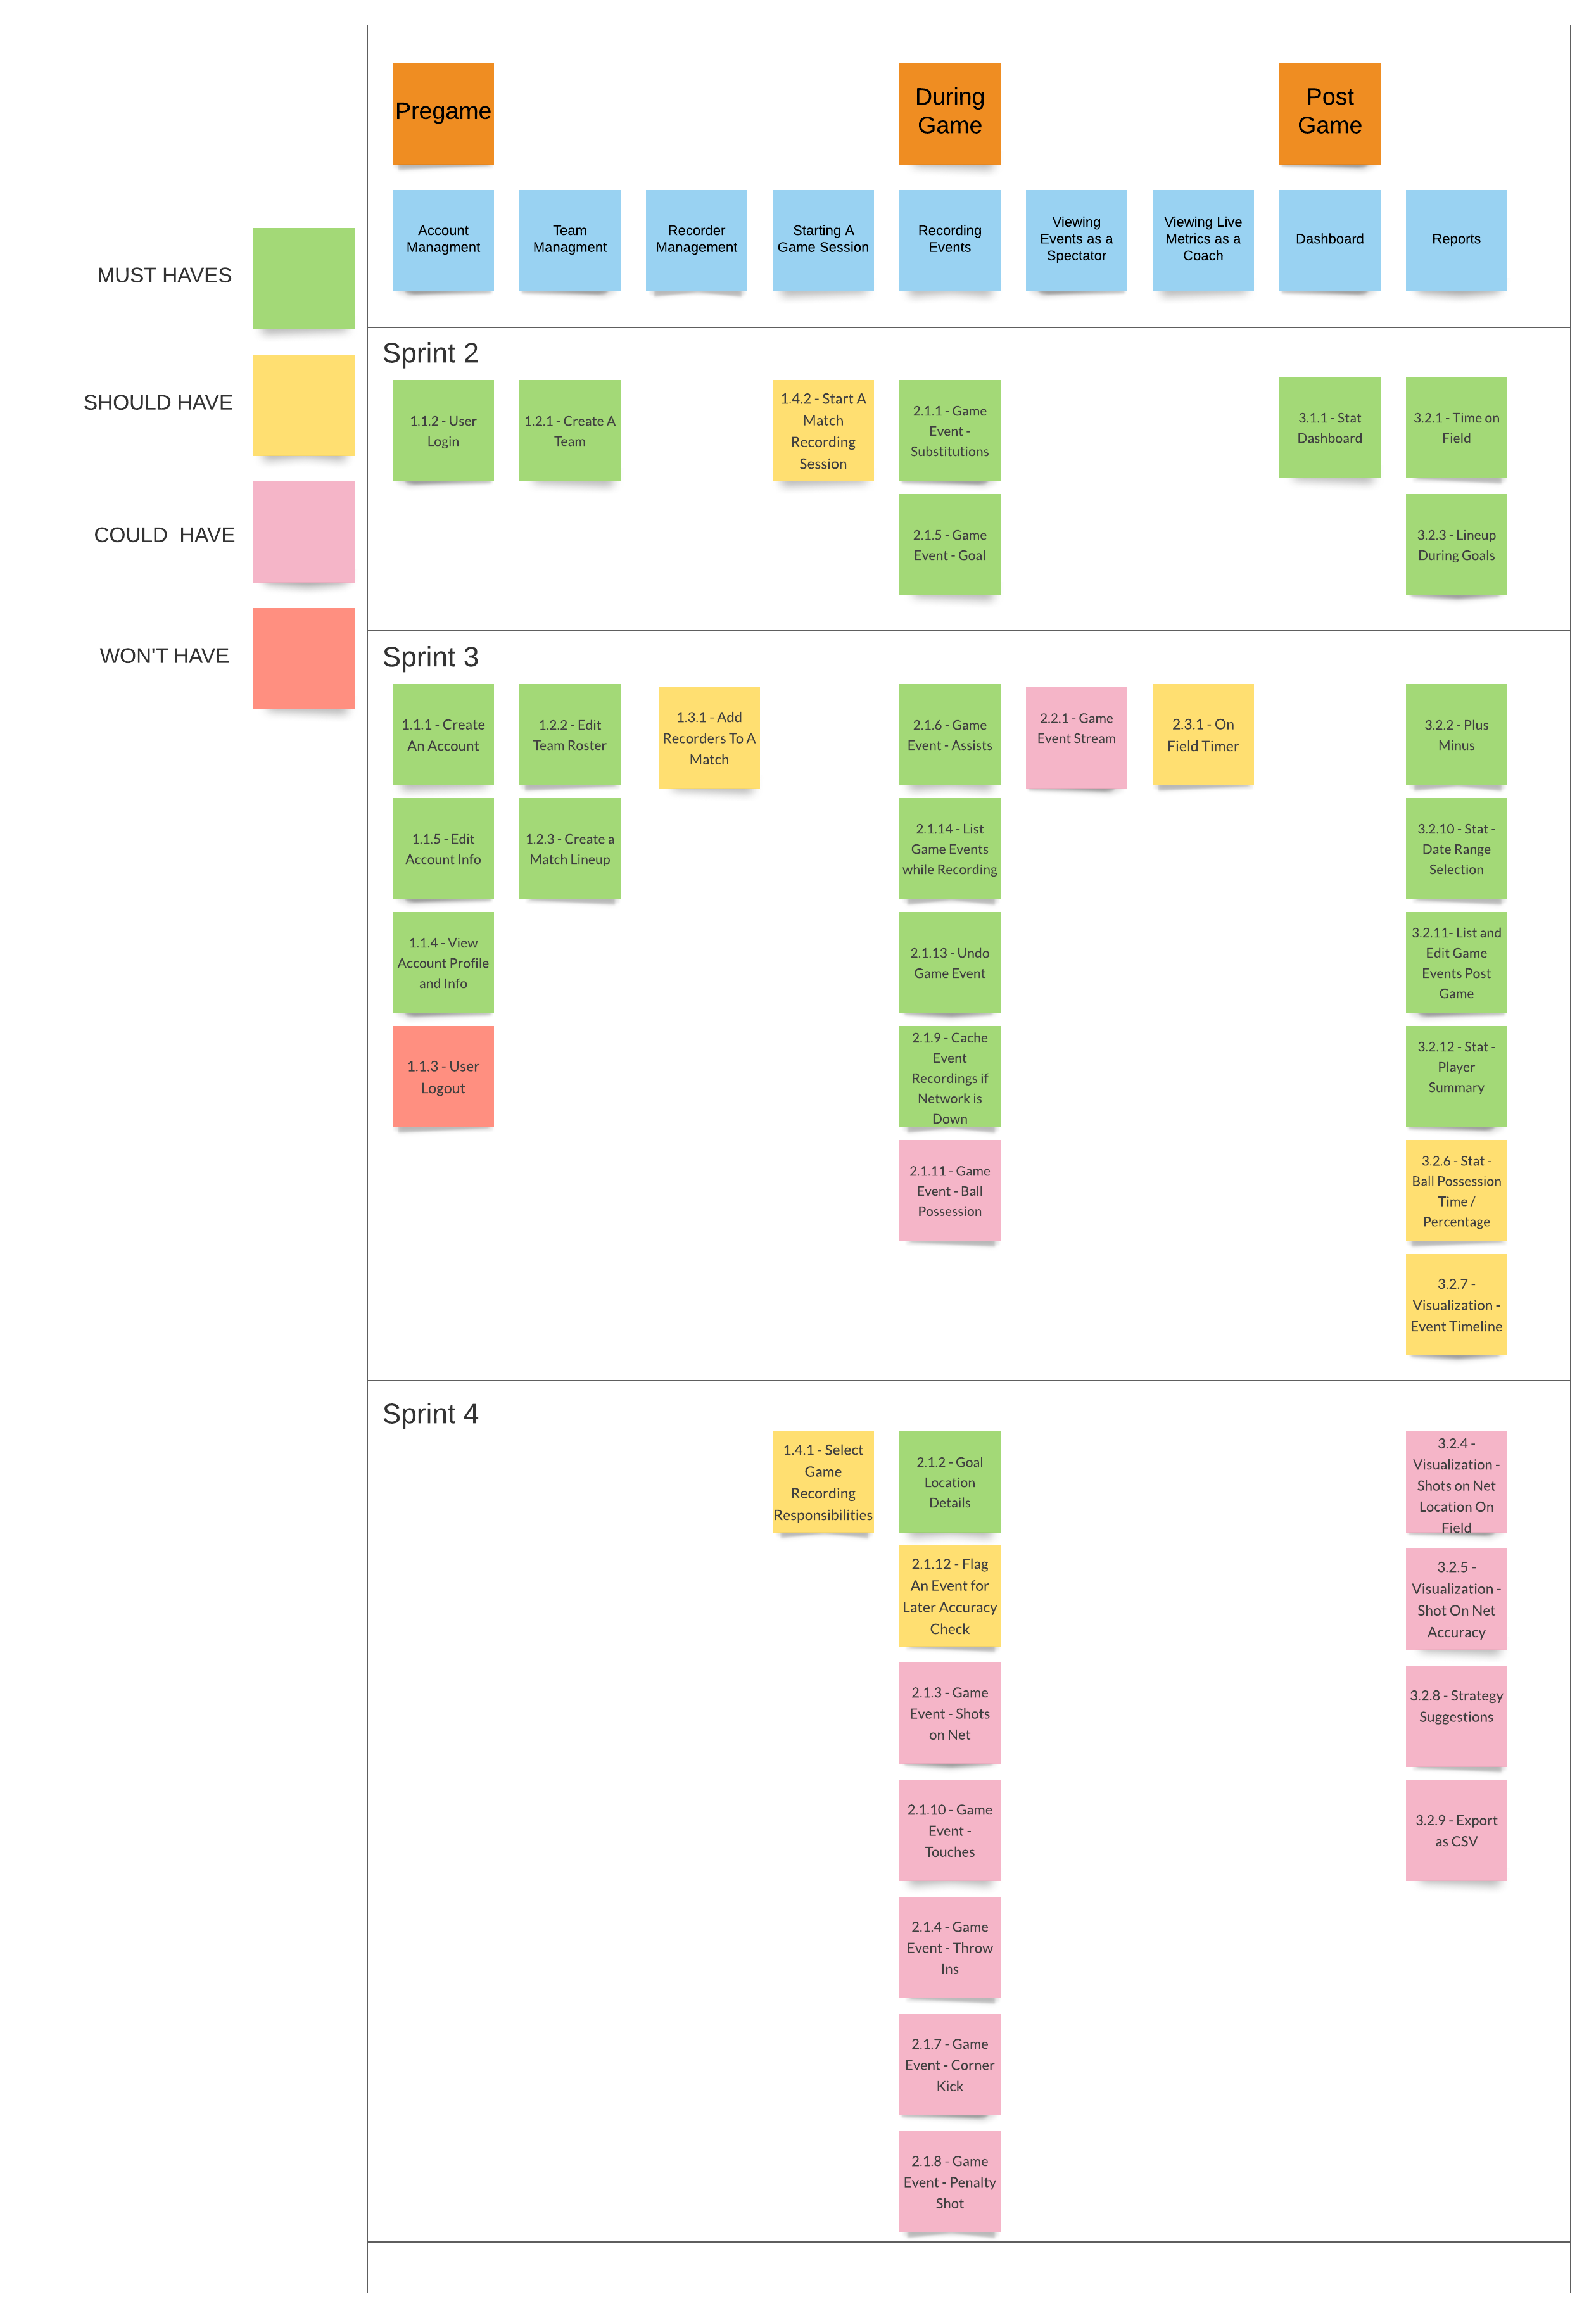 Pregame
During
Game
Post
Game
Account
Managment
Team
Managment
Recorder
Management
Starting A
Game Session
Recording
Events
Viewing
Events as a
Spectator
Viewing Live
Metrics as a
Coach
Dashboard
Reports
MUST HAVES
SHOULD HAVE
COULD  HAVE
WON'T HAVE
Sprint 2
1.1.2 - User
Login
1.2.1 - Create A
Team
1.4.2 - Start A
Match
Recording
Session
2.1.1 - Game
Event -
Substitutions
3.1.1 - Stat
Dashboard
3.2.1 - Time on
Field
2.1.5 - Game
Event - Goal
3.2.3 - Lineup
During Goals
Sprint 3
1.1.1 - Create
An Account
1.2.2 - Edit
Team Roster
1.3.1 - Add
Recorders To A
Match
2.1.6 - Game
Event - Assists
2.2.1 - Game
Event Stream
2.3.1 - On
Field Timer
3.2.2 - Plus
Minus
1.1.5 - Edit
Account Info
1.2.3 - Create a
Match Lineup
2.1.14 - List
Game Events
while Recording
3.2.10 - Stat -
Date Range
Selection
1.1.4 - View
Account Profile
and Info
2.1.13 - Undo
Game Event
3.2.11- List and
Edit Game
Events Post
Game
1.1.3 - User
Logout
2.1.9 - Cache
Event
Recordings if
Network is
Down
3.2.12 - Stat -
Player
Summary
2.1.11 - Game
Event - Ball
Possession
3.2.6 - Stat -
Ball Possession
Time /
Percentage
3.2.7 -
Visualization -
Event Timeline
Sprint 4
1.4.1 - Select
Game
Recording
Responsibilities
2.1.2 - Goal
Location
Details
3.2.4 -
Visualization -
Shots on Net
Location On
Field
2.1.12 - Flag
An Event for
Later Accuracy
Check
3.2.5 -
Visualization -
Shot On Net
Accuracy
2.1.3 - Game
Event - Shots
on Net
3.2.8 - Strategy
Suggestions
2.1.10 - Game
Event -
Touches
3.2.9 - Export
as CSV
2.1.4 - Game
Event - Throw
Ins
2.1.7 - Game
Event - Corner
Kick
2.1.8 - Game
Event - Penalty
Shot